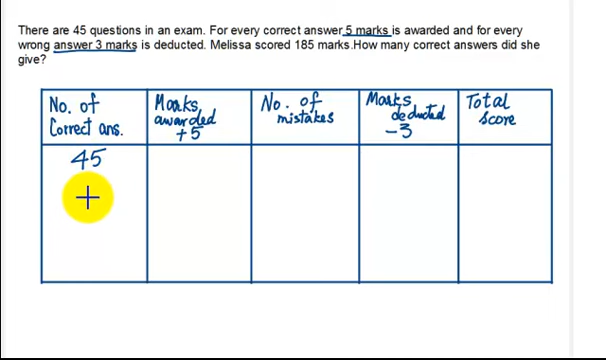 There are 45 questions in an exam. For every correct answer 5 marks is awarded and for every
wrong answer 3 marks is deducted. Melissa scored 185 marks.How many correct answers did she
give?
No. of Correct ans.
Marks awarded +5
No. of mistakes
Marks deducted -3
Total score
45